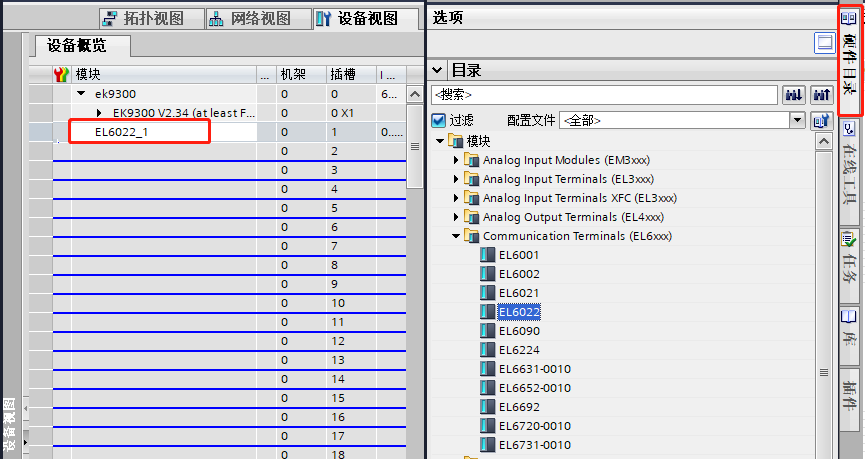 拓扑视图 网络视图 设备视图
设备概览
模块 ... 机架 插槽 I ...
ek9300 0 0 6...
EK9300 V2.34 (at least F... 0 0 X1
EL6022_1 0 1 0....
0 2
0 3
0 4
0 5
0 6
0 7
0 8
0 9
0 10
0 11
0 12
0 13
0 14
0 15
0 16
0 17
0 18
设备视图
选项
目录
<搜索>
过滤 配置文件 <全部>
模块
Analog Input Modules (EM3xxx)
Analog Input Terminals (EL3xxx)
Analog Input Terminals XFC (EL3xxx)
Analog Output Terminals (EL4xxx)
Communication Terminals (EL6xxx)
EL6001
EL6002
EL6021
EL6022
EL6090
EL6224
EL6631-0010
EL6652-0010
EL6692
EL6720-0010
EL6731-0010
硬件目录
在线工具
任务
库
插件